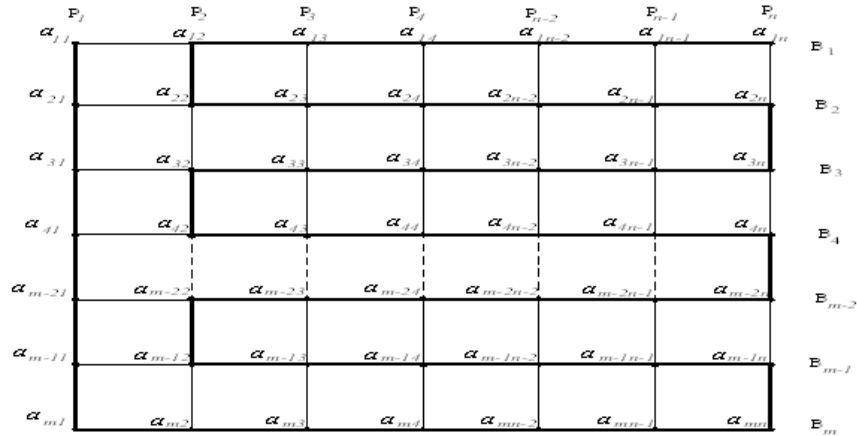 P1 P2 P3 P4 Pn-2 Pn-1 Pn
α11 α12 α13 α14 α1n-2 α1n-1 α1n B1
α21 α22 α23 α24 α2n-2 α2n-1 α2n B2
α31 α32 α33 α34 α3n-2 α3n-1 α3n B3
α41 α42 α43 α44 α4n-2 α4n-1 α4n B4
αm-21 αm-22 αm-23 αm-24 αm-2n-2 αm-2n-1 αm-2n Bm-2
αm-11 αm-12 αm-13 αm-14 αm-1n-2 αm-1n-1 αm-1n Bm-1
αm1 αm2 αm3 αm4 αmn-2 αmn-1 αmn Bm